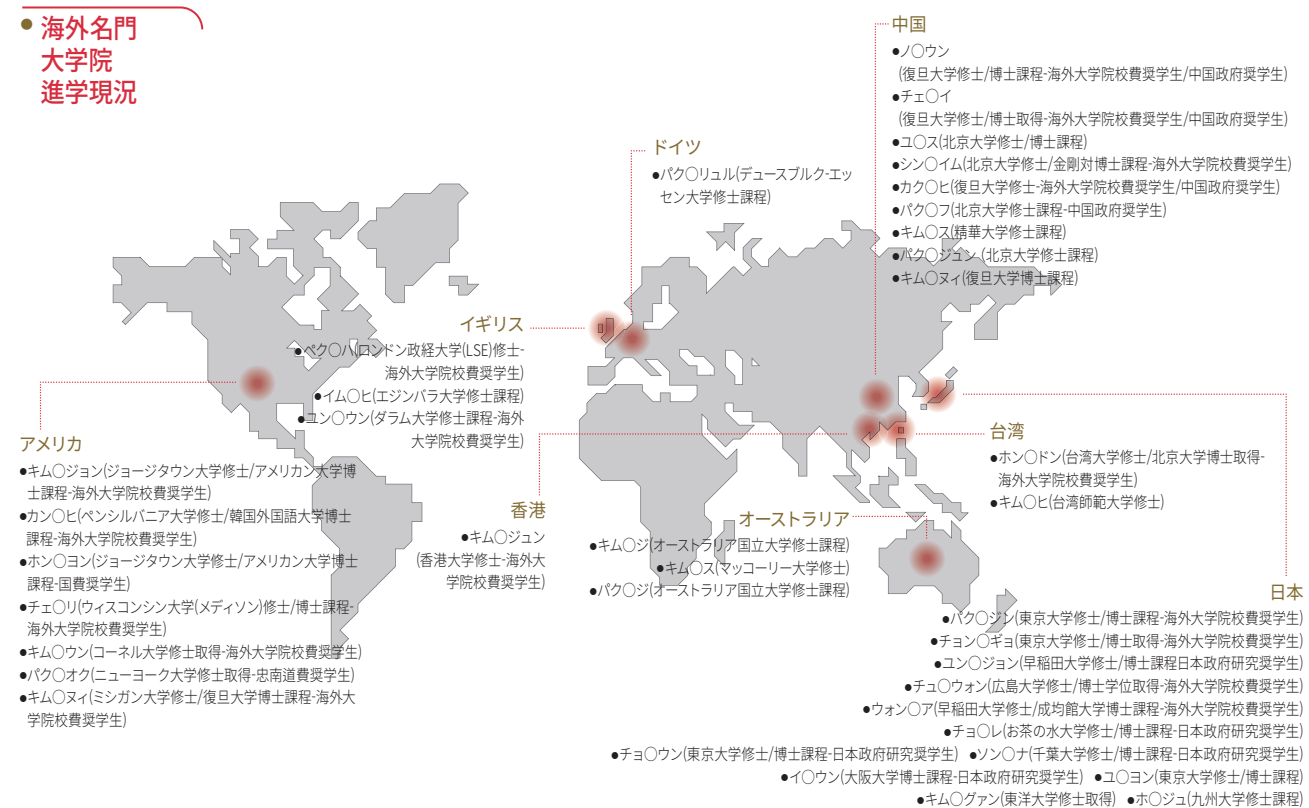 ● 海外名門
大学院
進学現況
中国
●ノ〇ウン
(復旦大学修士/博士課程-海外大学院校費奨学生/中国政府奨学生)
●チェ〇イ
(復旦大学修士/博士取得-海外大学院校費奨学生/中国政府奨学生)
●ユ〇ス(北京大学修士/博士課程)
●シン〇イム(北京大学修士/金剛対博士課程-海外大学院校費奨学生)
●カク〇ヒ(復旦大学修士-海外大学院校費奨学生/中国政府奨学生)
●パク〇フ(北京大学修士課程-中国政府奨学生)
●キム〇ス(精華大学修士課程)
●パク〇ジュン (北京大学修士課程)
●キム〇ヌィ(復旦大学博士課程)
ドイツ
●パク〇リュル(デュースブルク-エッ
セン大学修士課程)
イギリス
●ペク〇ハ(ロンドン政経大学(LSE)修士-
海外大学院校費奨学生)
●イム〇ヒ(エジンバラ大学修士課程)
●ユン〇ウン(ダラム大学修士課程-海外
大学院校費奨学生)
アメリカ
●キム〇ジョン(ジョージタウン大学修士/アメリカン大学博
士課程-海外大学院校費奨学生)
●カン〇ヒ(ペンシルバニア大学修士/韓国外国語大学博士
課程-海外大学院校費奨学生)
●ホン〇ヨン(ジョージタウン大学修士/アメリカン大学博士
課程-国費奨学生)
●チェ〇リ(ウィスコンシン大学(メディソン)修士/博士課程-
海外大学院校費奨学生)
●キム〇ウン(コーネル大学修士取得-海外大学院校費奨学生)
●パク〇オク(ニューヨーク大学修士取得-忠南道費奨学生)
●キム〇ヌィ(ミシガン大学修士/復旦大学博士課程-海外大
学院校費奨学生)
香港
●キム〇ジュン
(香港大学修士-海外大
学院校費奨学生)
台湾
●ホン〇ドン(台湾大学修士/北京大学博士取得-
海外大学院校費奨学生)
●キム〇ヒ(台湾師範大学修士)
オーストラリア
●キム〇ジ(オーストラリア国立大学修士課程)
●キム〇ス(マッコーリー大学修士)
●パク〇ジ(オーストラリア国立大学修士課程)
日本
●パク〇ジン(東京大学修士/博士課程-海外大学院校費奨学生)
●チョン〇ギョ(東京大学修士/博士取得-海外大学院校費奨学生)
●ユン〇ジョン(早稲田大学修士/博士課程日本政府研究奨学生)
●チュ〇ウォン(広島大学修士/博士学位取得-海外大学院校費奨学生)
●ウォン〇ア(早稲田大学修士/成均館大学博士課程-海外大学院校費奨学生)
●チョ〇レ(お茶の水大学修士/博士課程-日本政府研究奨学生)
●チョ〇ウン(東京大学修士/博士課程-日本政府研究奨学生) ●ソン〇ナ(千葉大学修士/博士課程-日本政府研究奨学生)
●イ〇ウン(大阪大学博士課程-日本政府研究奨学生) ●ユ〇ヨン(東京大学修士/博士課程)
●キム〇グァン(東洋大学修士取得) ●ホ〇ジュ(九州大学修士課程)